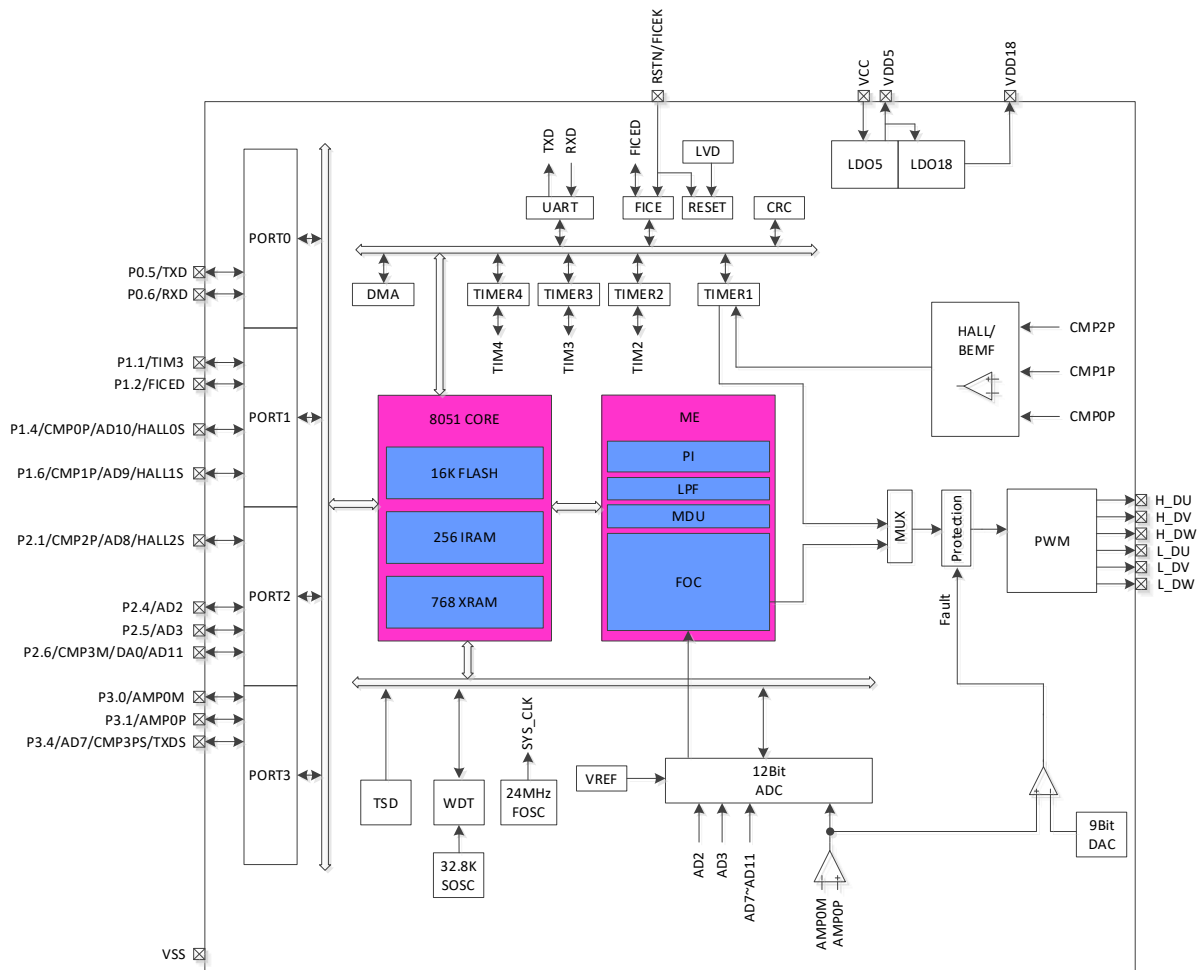 RSTN/FICEK
VCC
VDD5
VDD18
TXD
RXD
FICED
LVD
LDO5
LDO18
UART
FICE
RESET
CRC
PORT0
P0.5/TXD
P0.6/RXD
DMA
TIMER4
TIMER3
TIMER2
TIMER1
TIM4
TIM3
TIM2
HALL/
BEMF
CMP2P
CMP1P
CMP0P
P1.1/TIM3
P1.2/FICED
P1.4/CMP0P/AD10/HALL0S
P1.6/CMP1P/AD9/HALL1S
PORT1
8051 CORE
16K FLASH
256 IRAM
768 XRAM
ME
PI
LPF
MDU
FOC
MUX
Protection
PWM
H_DU
H_DV
H_DW
L_DU
L_DV
L_DW
Fault
P2.1/CMP2P/AD8/HALL2S
P2.4/AD2
P2.5/AD3
P2.6/CMP3M/DA0/AD11
PORT2
P3.0/AMP0M
P3.1/AMP0P
P3.4/AD7/CMP3PS/TXDS
PORT3
TSD
WDT
SYS_CLK
24MHz
FOSC
32.8K
SOSC
VREF
12Bit
ADC
AD2
AD3
AD7~AD11
AMP0M
AMP0P
9Bit
DAC
VSS